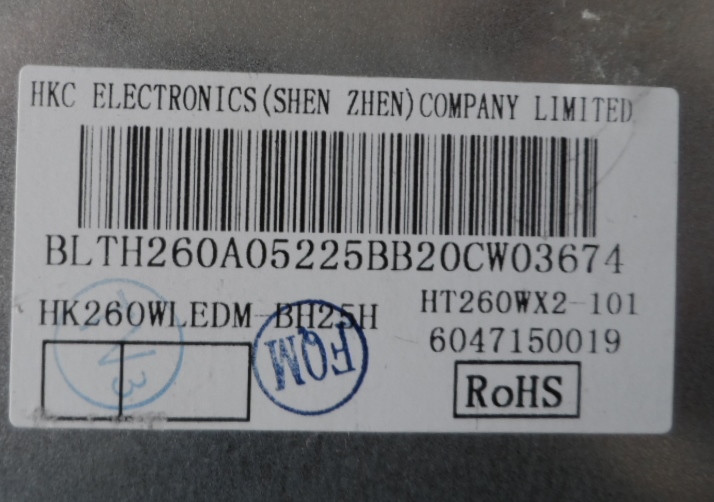 HKC ELECTRONICS(SHEN ZHEN)COMPANY LIMITED
BLTH260A05225BB20CW03674
HK260WLEDM-BH25H
HT260WX2-101
6047150019
RoHS
FQM